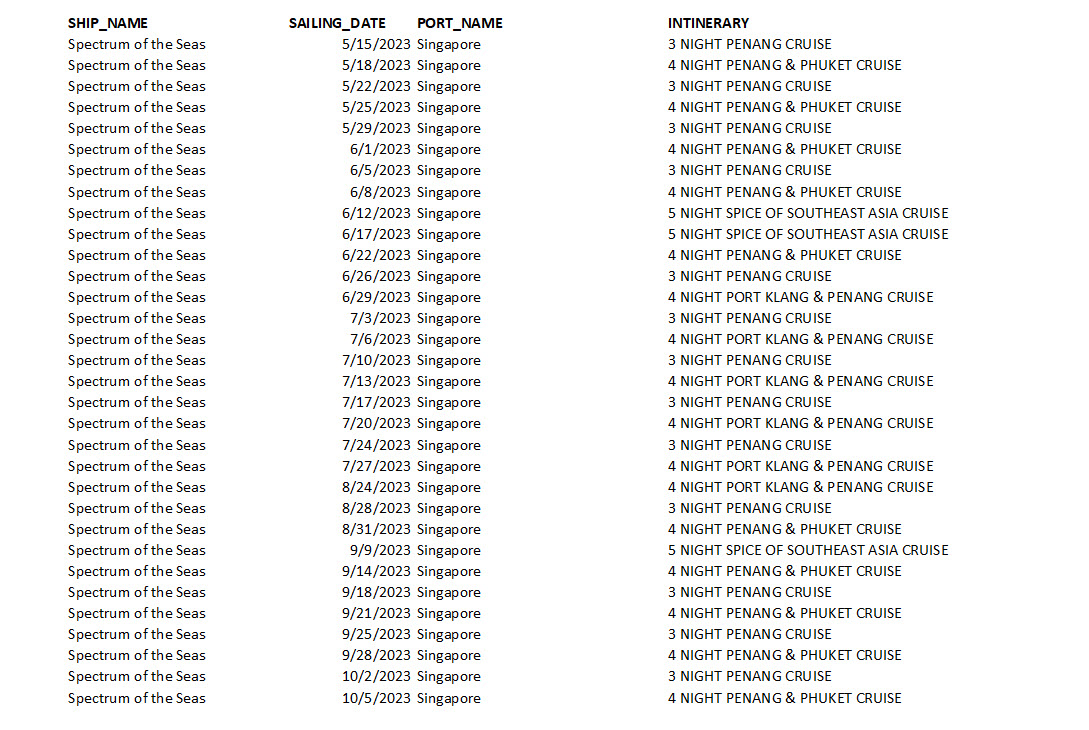 SHIP_NAME SAILING_DATE PORT_NAME INTINERARY
Spectrum of the Seas 5/15/2023 Singapore 3 NIGHT PENANG CRUISE
Spectrum of the Seas 5/18/2023 Singapore 4 NIGHT PENANG & PHUKET CRUISE
Spectrum of the Seas 5/22/2023 Singapore 3 NIGHT PENANG CRUISE
Spectrum of the Seas 5/25/2023 Singapore 4 NIGHT PENANG & PHUKET CRUISE
Spectrum of the Seas 5/29/2023 Singapore 3 NIGHT PENANG CRUISE
Spectrum of the Seas 6/1/2023 Singapore 4 NIGHT PENANG & PHUKET CRUISE
Spectrum of the Seas 6/5/2023 Singapore 3 NIGHT PENANG CRUISE
Spectrum of the Seas 6/8/2023 Singapore 4 NIGHT PENANG & PHUKET CRUISE
Spectrum of the Seas 6/12/2023 Singapore 5 NIGHT SPICE OF SOUTHEAST ASIA CRUISE
Spectrum of the Seas 6/17/2023 Singapore 5 NIGHT SPICE OF SOUTHEAST ASIA CRUISE
Spectrum of the Seas 6/22/2023 Singapore 4 NIGHT PENANG & PHUKET CRUISE
Spectrum of the Seas 6/26/2023 Singapore 3 NIGHT PENANG CRUISE
Spectrum of the Seas 6/29/2023 Singapore 4 NIGHT PORT KLANG & PENANG CRUISE
Spectrum of the Seas 7/3/2023 Singapore 3 NIGHT PENANG CRUISE
Spectrum of the Seas 7/6/2023 Singapore 4 NIGHT PORT KLANG & PENANG CRUISE
Spectrum of the Seas 7/10/2023 Singapore 3 NIGHT PENANG CRUISE
Spectrum of the Seas 7/13/2023 Singapore 4 NIGHT PORT KLANG & PENANG CRUISE
Spectrum of the Seas 7/17/2023 Singapore 3 NIGHT PENANG CRUISE
Spectrum of the Seas 7/20/2023 Singapore 4 NIGHT PORT KLANG & PENANG CRUISE
Spectrum of the Seas 7/24/2023 Singapore 3 NIGHT PENANG CRUISE
Spectrum of the Seas 7/27/2023 Singapore 4 NIGHT PORT KLANG & PENANG CRUISE
Spectrum of the Seas 8/24/2023 Singapore 4 NIGHT PORT KLANG & PENANG CRUISE
Spectrum of the Seas 8/28/2023 Singapore 3 NIGHT PENANG CRUISE
Spectrum of the Seas 8/31/2023 Singapore 4 NIGHT PENANG & PHUKET CRUISE
Spectrum of the Seas 9/9/2023 Singapore 5 NIGHT SPICE OF SOUTHEAST ASIA CRUISE
Spectrum of the Seas 9/14/2023 Singapore 4 NIGHT PENANG & PHUKET CRUISE
Spectrum of the Seas 9/18/2023 Singapore 3 NIGHT PENANG CRUISE
Spectrum of the Seas 9/21/2023 Singapore 4 NIGHT PENANG & PHUKET CRUISE
Spectrum of the Seas 9/25/2023 Singapore 3 NIGHT PENANG CRUISE
Spectrum of the Seas 9/28/2023 Singapore 4 NIGHT PENANG & PHUKET CRUISE
Spectrum of the Seas 10/2/2023 Singapore 3 NIGHT PENANG CRUISE
Spectrum of the Seas 10/5/2023 Singapore 4 NIGHT PENANG & PHUKET CRUISE